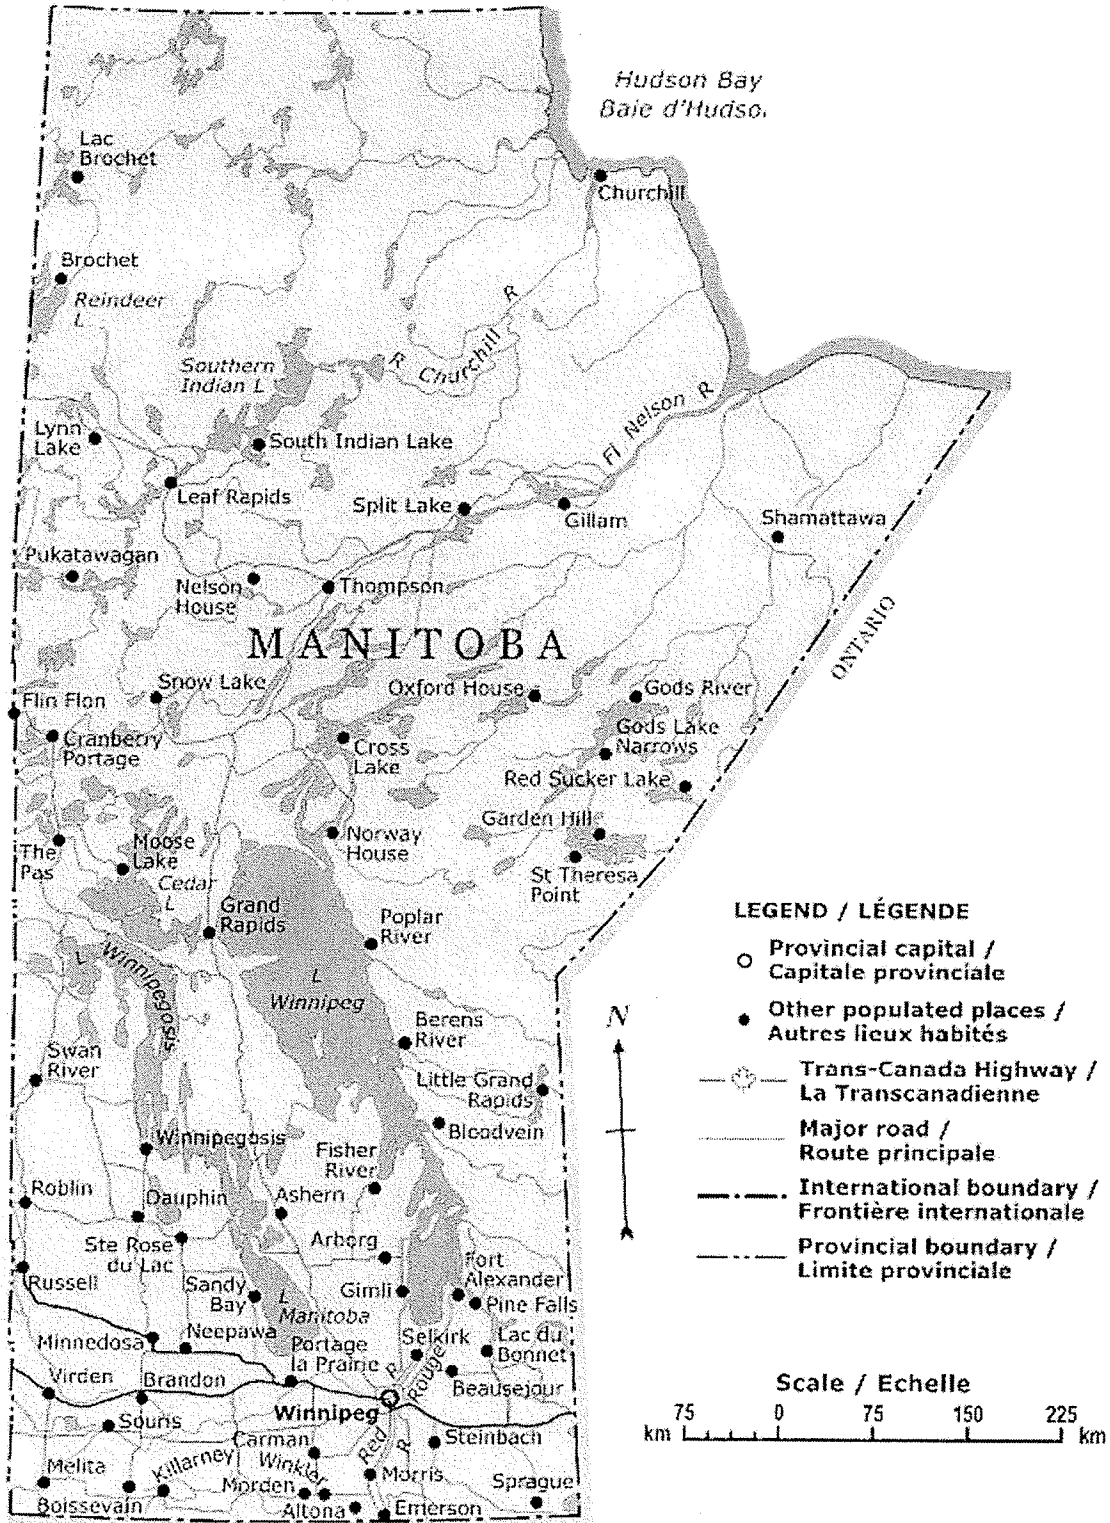 Hudson Bay
Baie d'Hudso
Lac
Brochet
Churchill
Brochet
Reindeer
L
R Churchill R
Southern
Indian L
Fl Nelson R
Lynn
Lake
South Indian Lake
Leaf Rapids
Split Lake
Gillam
Shamattawa
Pukatawagan
Nelson
House
Thompson
MANITOBA
ONTARIO
Snow Lake
Oxford House
Gods River
Flin Flon
Cranberry
Portage
Cross
Lake
Gods Lake
Narrows
Red Sucker Lake
Garden Hill
Norway
House
The
Pas
Moose
Lake
Cedar
L
St Theresa
Point
Grand
Rapids
Poplar
River
L Winnipegosis
L
Winnipeg
Berens
River
Swan
River
Little Grand
Rapids
Bloodvein
Winnipegosis
Fisher
River
Roblin
Dauphin
Ashern
Ste Rose
du Lac
Arborg
Fort
Alexander
Russell
Sandy
Bay
Gimli
Pine Falls
L
Manitoba
Minnedosa
Neepawa
Portage
la Prairie
Selkirk
Lac du
Bonnet
R Rouge
Virden
Brandon
Beausejour
Winnipeg
Souris
Carman
Red R
Steinbach
Melita
Killarney
Winkler
Morris
Morden
Sprague
Boissevain
Altona
Emerson
LEGEND / LÉGENDE
Provincial capital /
Capitale provinciale
Other populated places /
Autres lieux habités
Trans-Canada Highway /
La Transcanadienne
Major road /
Route principale
International boundary /
Frontière internationale
Provincial boundary /
Limite provinciale
N
Scale / Echelle
75 0 75 150 225
km km